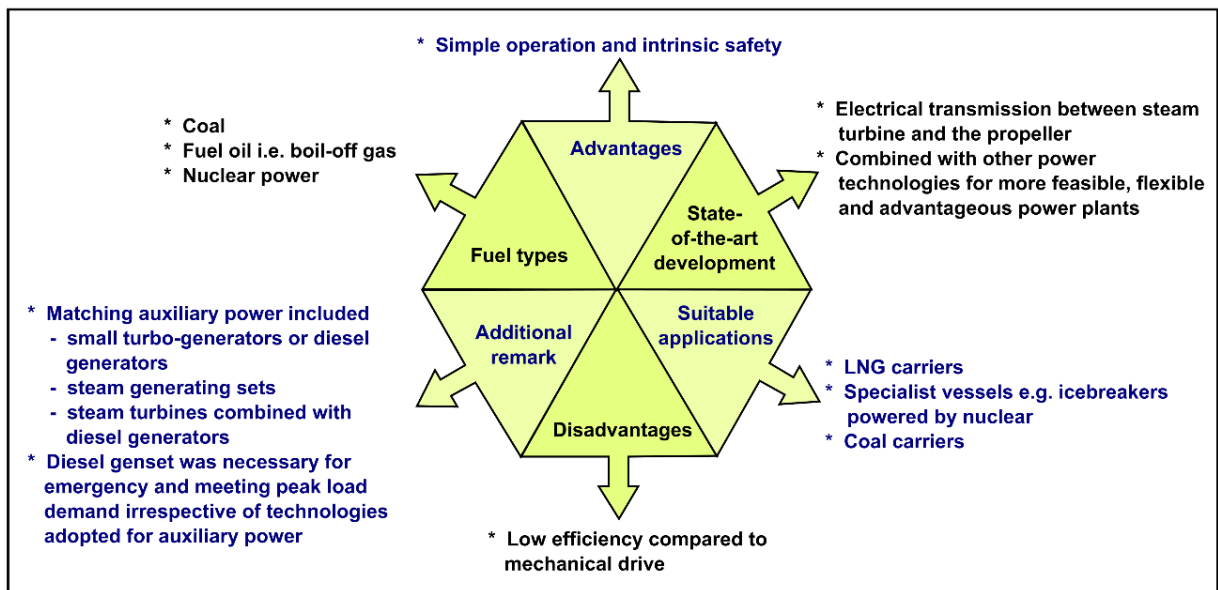 * Simple operation and intrinsic safety
Advantages
* Coal
* Fuel oil i.e. boil-off gas
* Nuclear power
Fuel types
* Electrical transmission between steam
turbine and the propeller
* Combined with other power
technologies for more feasible, flexible
and advantageous power plants
State-
of-the-art
development
* Matching auxiliary power included
- small turbo-generators or diesel
generators
- steam generating sets
- steam turbines combined with
diesel generators
* Diesel genset was necessary for
emergency and meeting peak load
demand irrespective of technologies
adopted for auxiliary power
Additional
remark
Suitable
applications
* LNG carriers
* Specialist vessels e.g. icebreakers
powered by nuclear
* Coal carriers
Disadvantages
* Low efficiency compared to
mechanical drive